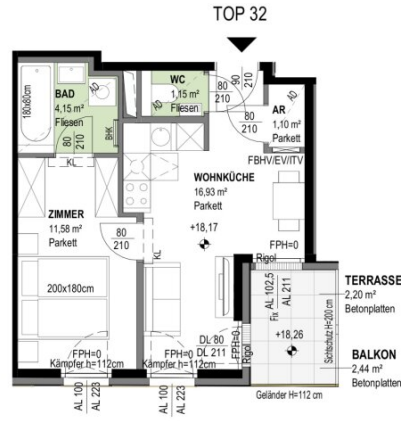 TOP 32
BAD
4,15 m²
Fliesen
180x80cm
80
210
BHK
AD
KL
WC
1,15 m²
Fliesen
AD
80
210
90
210
80
210
AD
AR
1,10 m²
Parkett
FBHV/EV/ITV
WOHNKÜCHE
16,93 m²
Parkett
+18,17
ZIMMER
11,58 m²
Parkett
80
210
KL
200x180cm
FPH=0
Rigol
Fix
AL 102,5
AL 211
Sichtschutz H=200 cm
TERRASSE
2,20 m²
Betonplatten
+18,26
DL 80
DL 211
FPH=0
Rigol
BALKON
2,44 m²
Betonplatten
FPH=0
Kämpfer h=112cm
FPH=0
Kämpfer h=112cm
Geländer H=112 cm
AL 100
AL 223
AL 100
AL 223